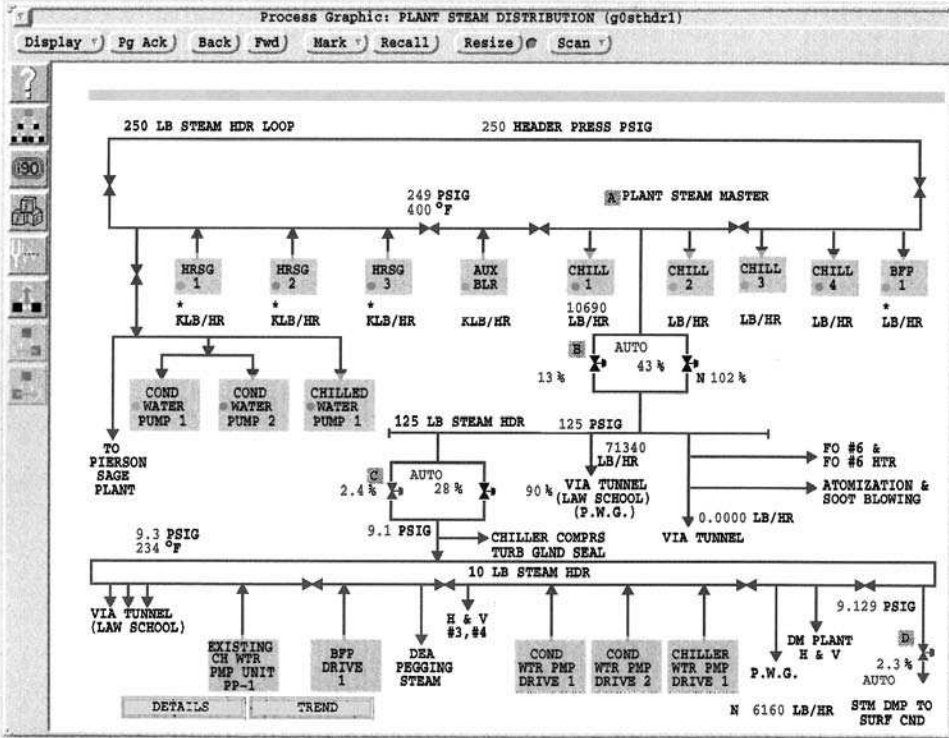 Process Graphic: PLANT STEAM DISTRIBUTION (g0sthdr1)
Display Pg Ack Back Fwd Mark Recall Resize Scan
?
i90
250 LB STEAM HDR LOOP 250 HEADER PRESS PSIG
249 PSIG
400 °F
A PLANT STEAM MASTER
HRSG
1
HRSG
2
HRSG
3
AUX
BLR
CHILL
1
CHILL
2
CHILL
3
CHILL
4
BFP
1
*
KLB/HR
*
KLB/HR
*
KLB/HR
KLB/HR
10690
LB/HR
LB/HR
LB/HR
LB/HR
*
LB/HR
B AUTO
13 % 43 % N 102 %
COND
WATER
PUMP 1
COND
WATER
PUMP 2
CHILLED
WATER
PUMP 1
125 LB STEAM HDR 125 PSIG
TO
PIERSON
SAGE
PLANT
C AUTO
2.4 % 28 % 90 %
71340
LB/HR
VIA TUNNEL
(LAW SCHOOL)
(P.W.G.)
FO #6 &
FO #6 HTR
ATOMIZATION &
SOOT BLOWING
0.0000 LB/HR
VIA TUNNEL
9.1 PSIG
CHILLER COMPRS
TURB GLND SEAL
9.3 PSIG
234 °F
10 LB STEAM HDR
VIA TUNNEL
(LAW SCHOOL)
EXISTING
CH WTR
PMP UNIT
PP-1
BFP
DRIVE
1
DEA
PEGGING
STEAM
H & V
#3,#4
COND
WTR PMP
DRIVE 1
COND
WTR PMP
DRIVE 2
CHILLER
WTR PMP
DRIVE 1
P.W.G.
DM PLANT
H & V
9.129 PSIG
D
2.3 %
AUTO
DETAILS TREND
N 6160 LB/HR
STM DMP TO
SURF CND